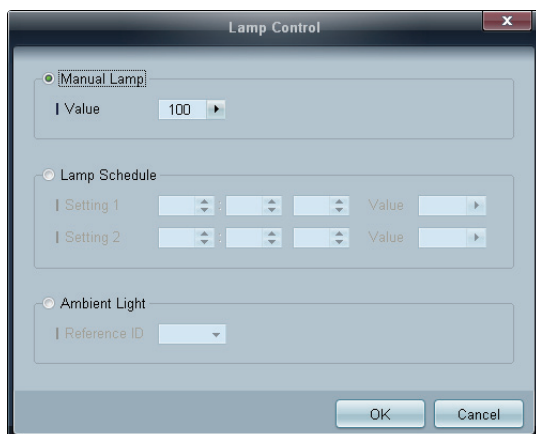 Lamp Control
x
Manual Lamp
Value 100
Lamp Schedule
Setting 1 : Value
Setting 2 : Value
Ambient Light
Reference ID
OK Cancel